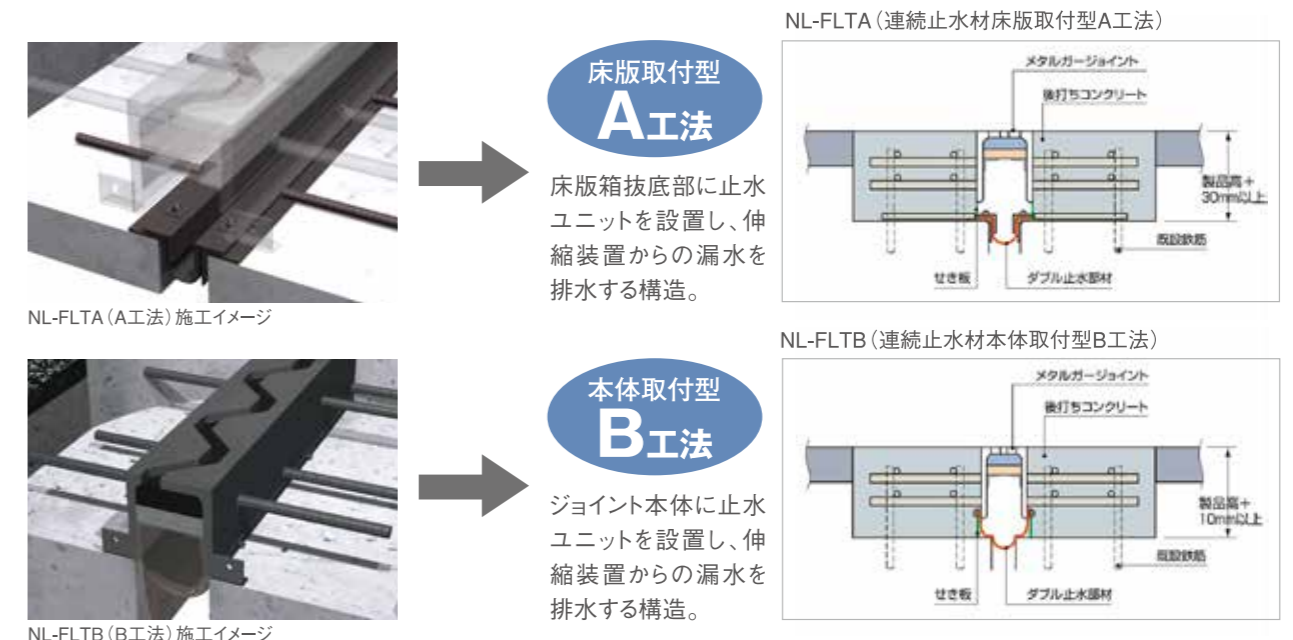 NL-FLTA（連続止水材床版取付型A工法）
床版取付型
A工法
床版箱抜底部に止水
ユニットを設置し、伸
縮装置からの漏水を
排水する構造。
メタルガージョイント
後打ちコンクリート
製品高+
30mm以上
既設鉄筋
せき板
ダブル止水部材
NL-FLTA（A工法）施工イメージ
NL-FLTB（連続止水材本体取付型B工法）
本体取付型
B工法
ジョイント本体に止水
ユニットを設置し、伸
縮装置からの漏水を
排水する構造。
メタルガージョイント
後打ちコンクリート
製品高+
10mm以上
既設鉄筋
せき板
ダブル止水部材
NL-FLTB（B工法）施工イメージ